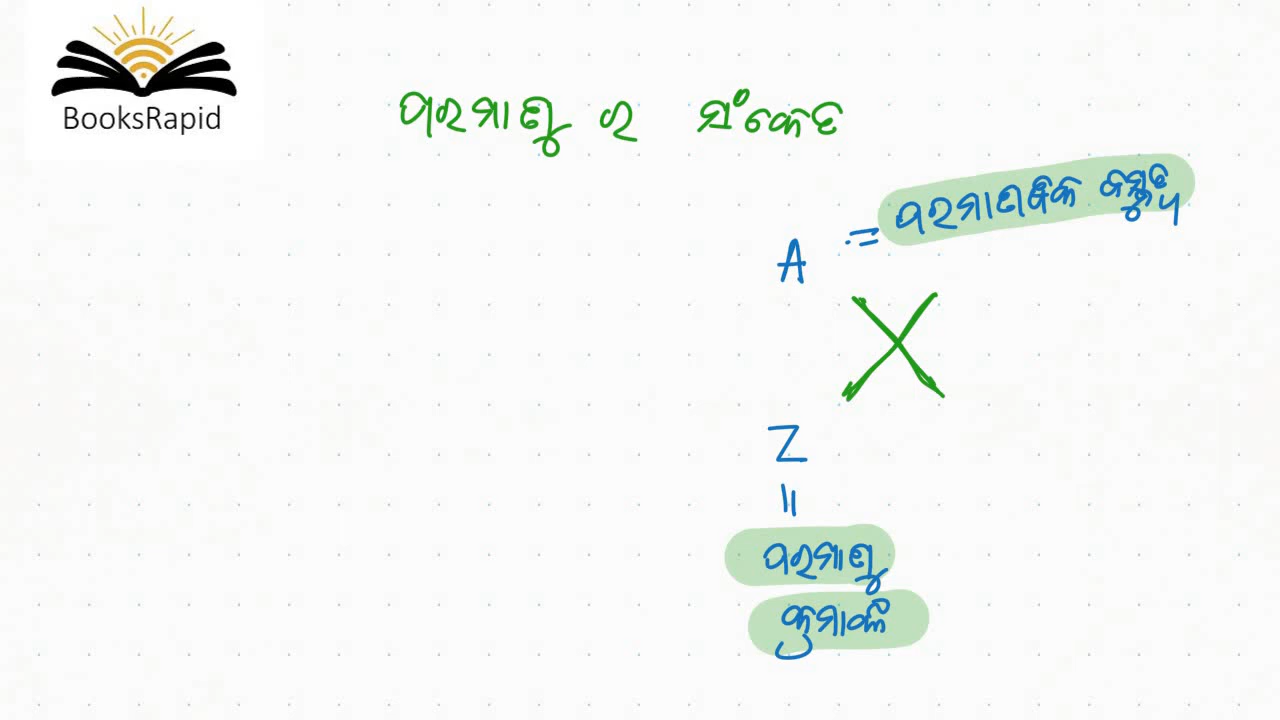 BooksRapid
ପରମାଣୁ ର ସଂକେତ
A = ପରମାଣବିକ ବସ୍ତୁତ୍ୱ
X
Z
=
ପରମାଣୁ
କ୍ରମାଙ୍କ